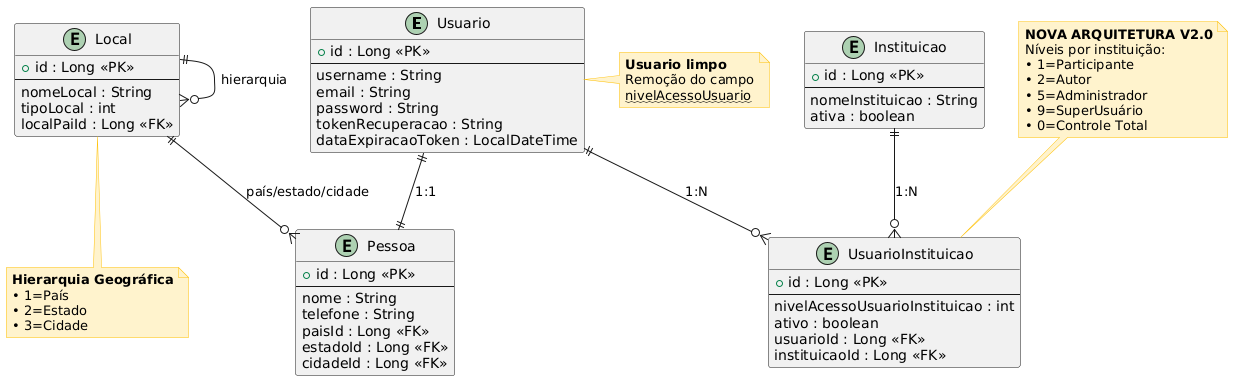 E Local
id : Long «PK»
nomeLocal : String
tipoLocal : int
localPaiId : Long «FK»
hierarquia
E Usuario
id : Long «PK»
username : String
email : String
password : String
tokenRecuperacao : String
dataExpiracaoToken : LocalDateTime
Usuario limpo
Remoção do campo
nivelAcessoUsuario
E Instituicao
id : Long «PK»
nomeInstituicao : String
ativa : boolean
NOVA ARQUITETURA V2.0
Níveis por instituição:
• 1=Participante
• 2=Autor
• 5=Administrador
• 9=SuperUsuário
• 0=Controle Total
país/estado/cidade
1:1
1:N
1:N
Hierarquia Geográfica
• 1=País
• 2=Estado
• 3=Cidade
E Pessoa
id : Long «PK»
nome : String
telefone : String
paisId : Long «FK»
estadoId : Long «FK»
cidadeId : Long «FK»
E UsuarioInstituicao
id : Long «PK»
nivelAcessoUsuarioInstituicao : int
ativo : boolean
usuarioId : Long «FK»
instituicaoId : Long «FK»